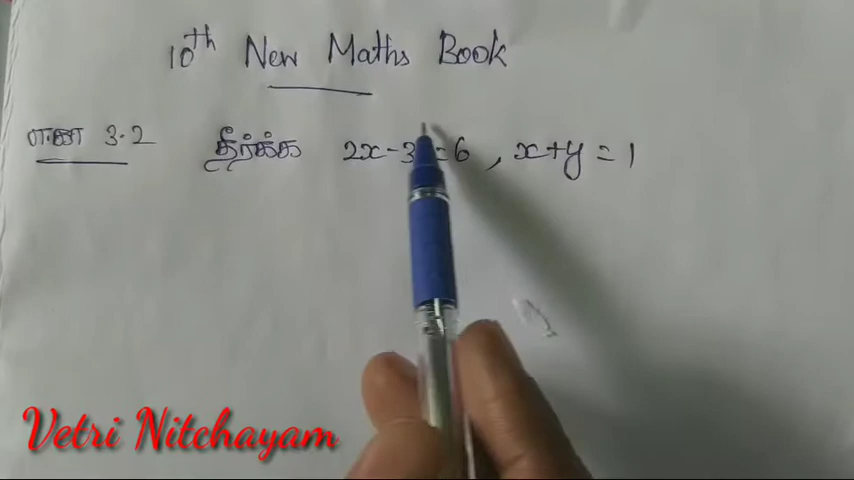 10th New Maths Book
எ.கா 3.2 தீர்க்க 2x - 3 = 6 , x + y = 1
Vetri Nitchayam